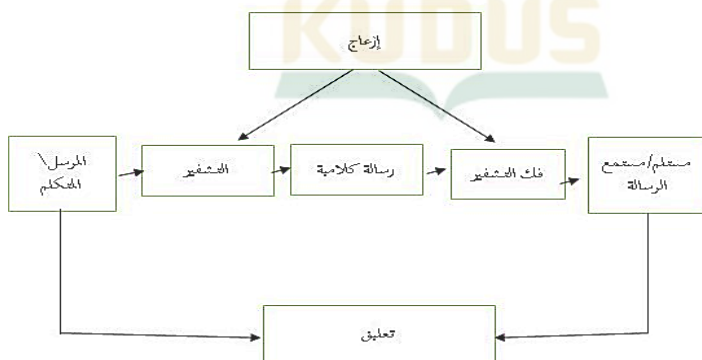 KUDUS
إزعاج
المرسل\
المتكلم
التشفير
رسالة كلامية
فك التشفير
مستلم/مستمع
الرسالة
تعليق